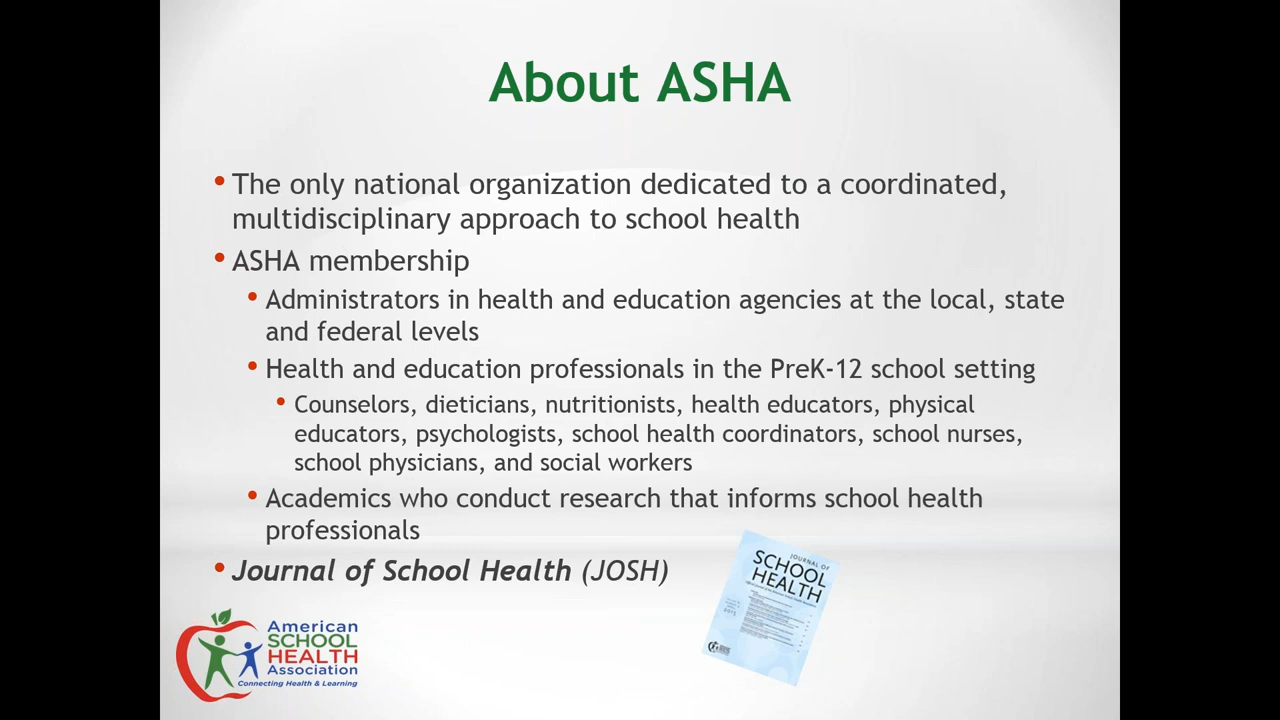 About ASHA
• The only national organization dedicated to a coordinated,
multidisciplinary approach to school health
• ASHA membership
• Administrators in health and education agencies at the local, state
and federal levels
• Health and education professionals in the PreK-12 school setting
• Counselors, dieticians, nutritionists, health educators, physical
educators, psychologists, school health coordinators, school nurses,
school physicians, and social workers
• Academics who conduct research that informs school health
professionals
• Journal of School Health (JOSH)
JOURNAL OF
SCHOOL
HEALTH
American
SCHOOL
HEALTH
Association
Connecting Health & Learning